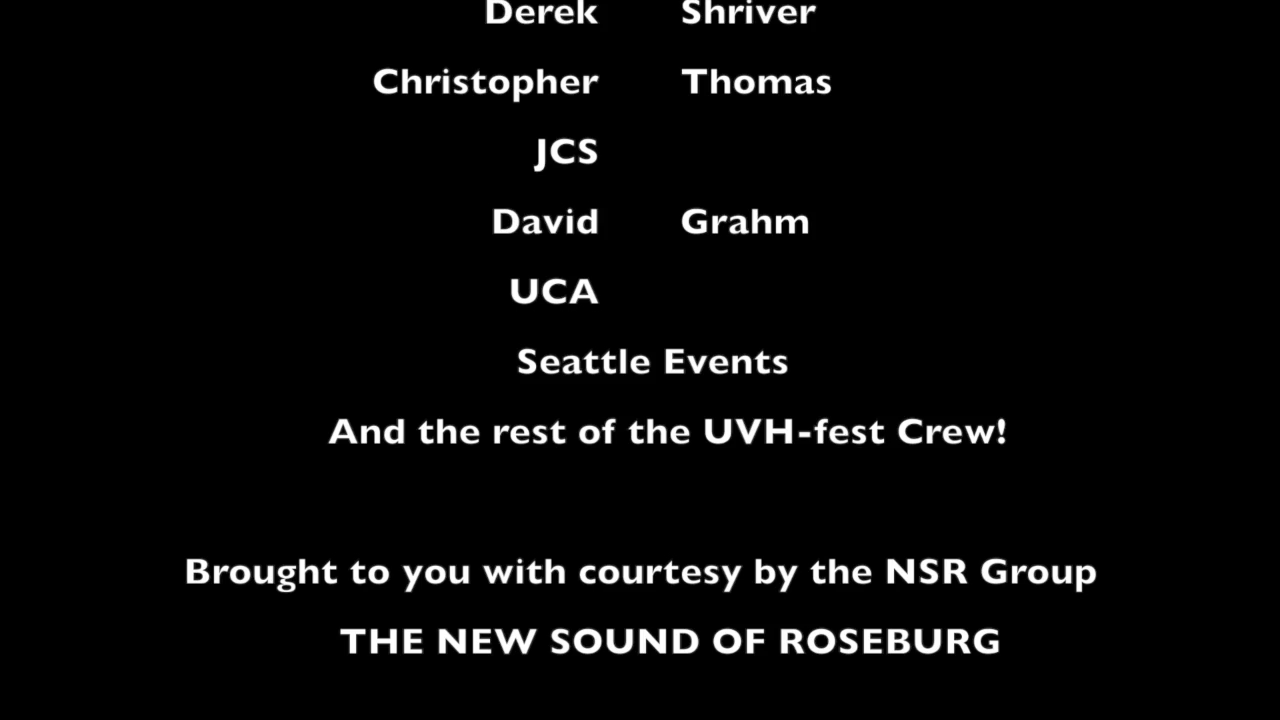 Derek Shriver
Christopher Thomas
JCS
David Grahm
UCA
Seattle Events
And the rest of the UVH-fest Crew!
Brought to you with courtesy by the NSR Group
THE NEW SOUND OF ROSEBURG